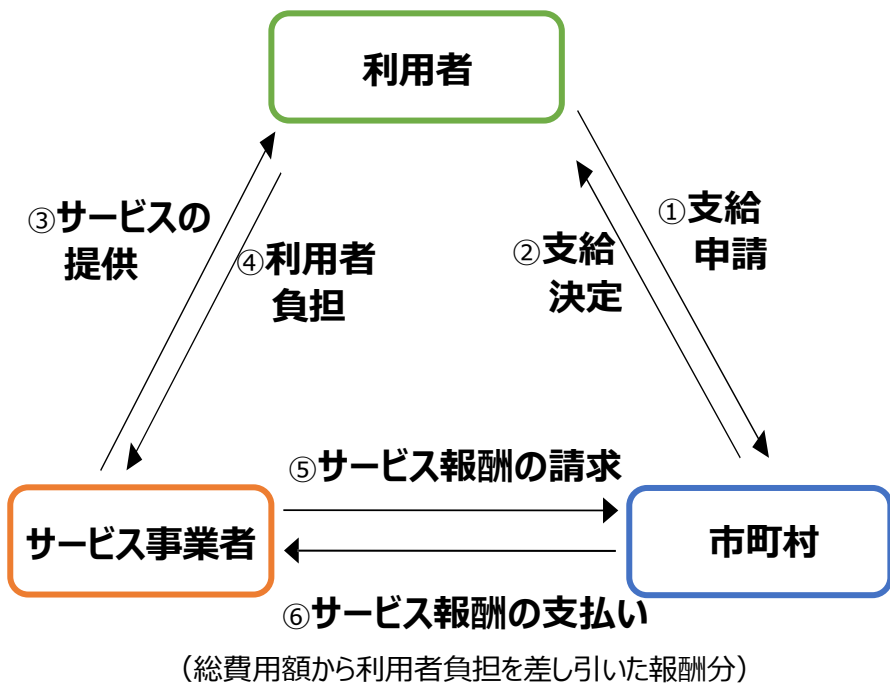 利用者
①支給
申請
②支給
決定
③サービスの
提供
④利用者
負担
⑤サービス報酬の請求
サービス事業者
市町村
⑥サービス報酬の支払い
（総費用額から利用者負担を差し引いた報酬分）